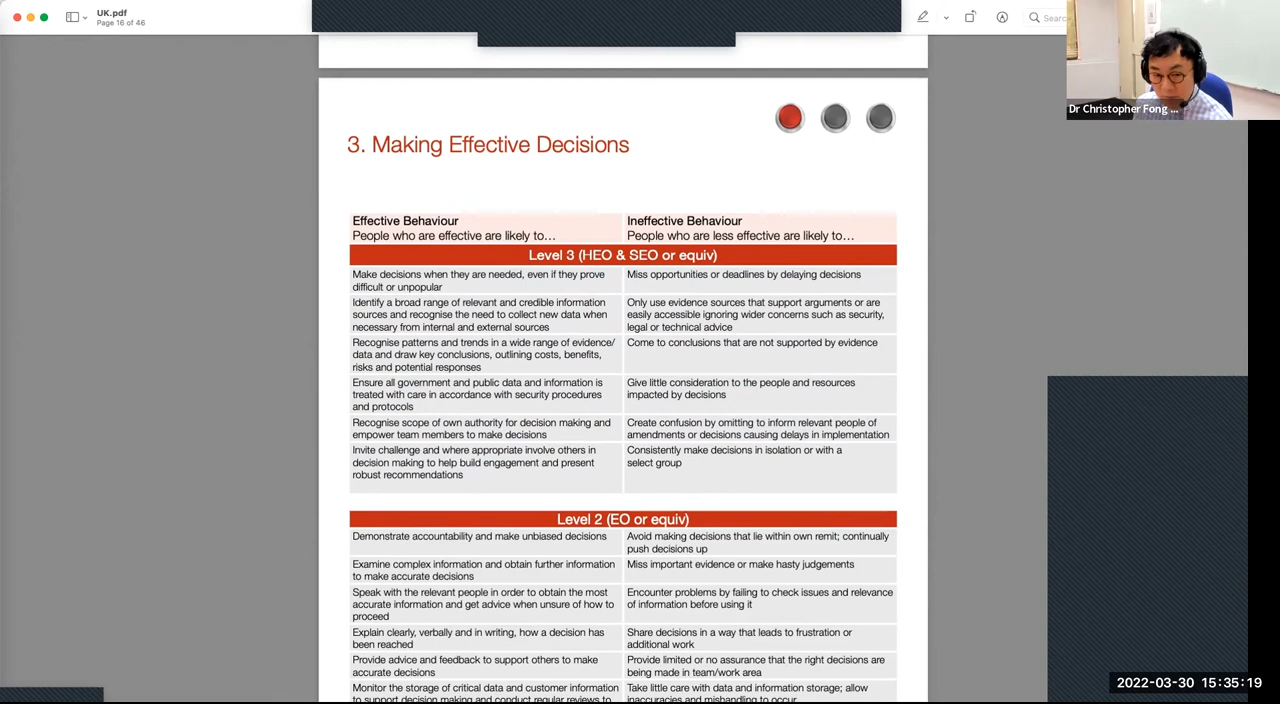 UK.pdf
Page 16 of 46
Dr Christopher Fong ...
3. Making Effective Decisions
Effective Behaviour
People who are effective are likely to…
Ineffective Behaviour
People who are less effective are likely to…
Level 3 (HEO & SEO or equiv)
Make decisions when they are needed, even if they prove
difficult or unpopular
Miss opportunities or deadlines by delaying decisions
Identify a broad range of relevant and credible information
sources and recognise the need to collect new data when
necessary from internal and external sources
Only use evidence sources that support arguments or are
easily accessible ignoring wider concerns such as security,
legal or technical advice
Recognise patterns and trends in a wide range of evidence/
data and draw key conclusions, outlining costs, benefits,
risks and potential responses
Come to conclusions that are not supported by evidence
Ensure all government and public data and information is
treated with care in accordance with security procedures
and protocols
Give little consideration to the people and resources
impacted by decisions
Recognise scope of own authority for decision making and
empower team members to make decisions
Create confusion by omitting to inform relevant people of
amendments or decisions causing delays in implementation
Invite challenge and where appropriate involve others in
decision making to help build engagement and present
robust recommendations
Consistently make decisions in isolation or with a
select group
Level 2 (EO or equiv)
Demonstrate accountability and make unbiased decisions
Avoid making decisions that lie within own remit; continually
push decisions up
Examine complex information and obtain further information
to make accurate decisions
Miss important evidence or make hasty judgements
Speak with the relevant people in order to obtain the most
accurate information and get advice when unsure of how to
proceed
Encounter problems by failing to check issues and relevance
of information before using it
Explain clearly, verbally and in writing, how a decision has
been reached
Share decisions in a way that leads to frustration or
additional work
Provide advice and feedback to support others to make
accurate decisions
Provide limited or no assurance that the right decisions are
being made in team/work area
Monitor the storage of critical data and customer information
to support decision making and conduct regular reviews to
Take little care with data and information storage; allow
inaccuracies and mishandling to occur
2022-03-30 15:35:19